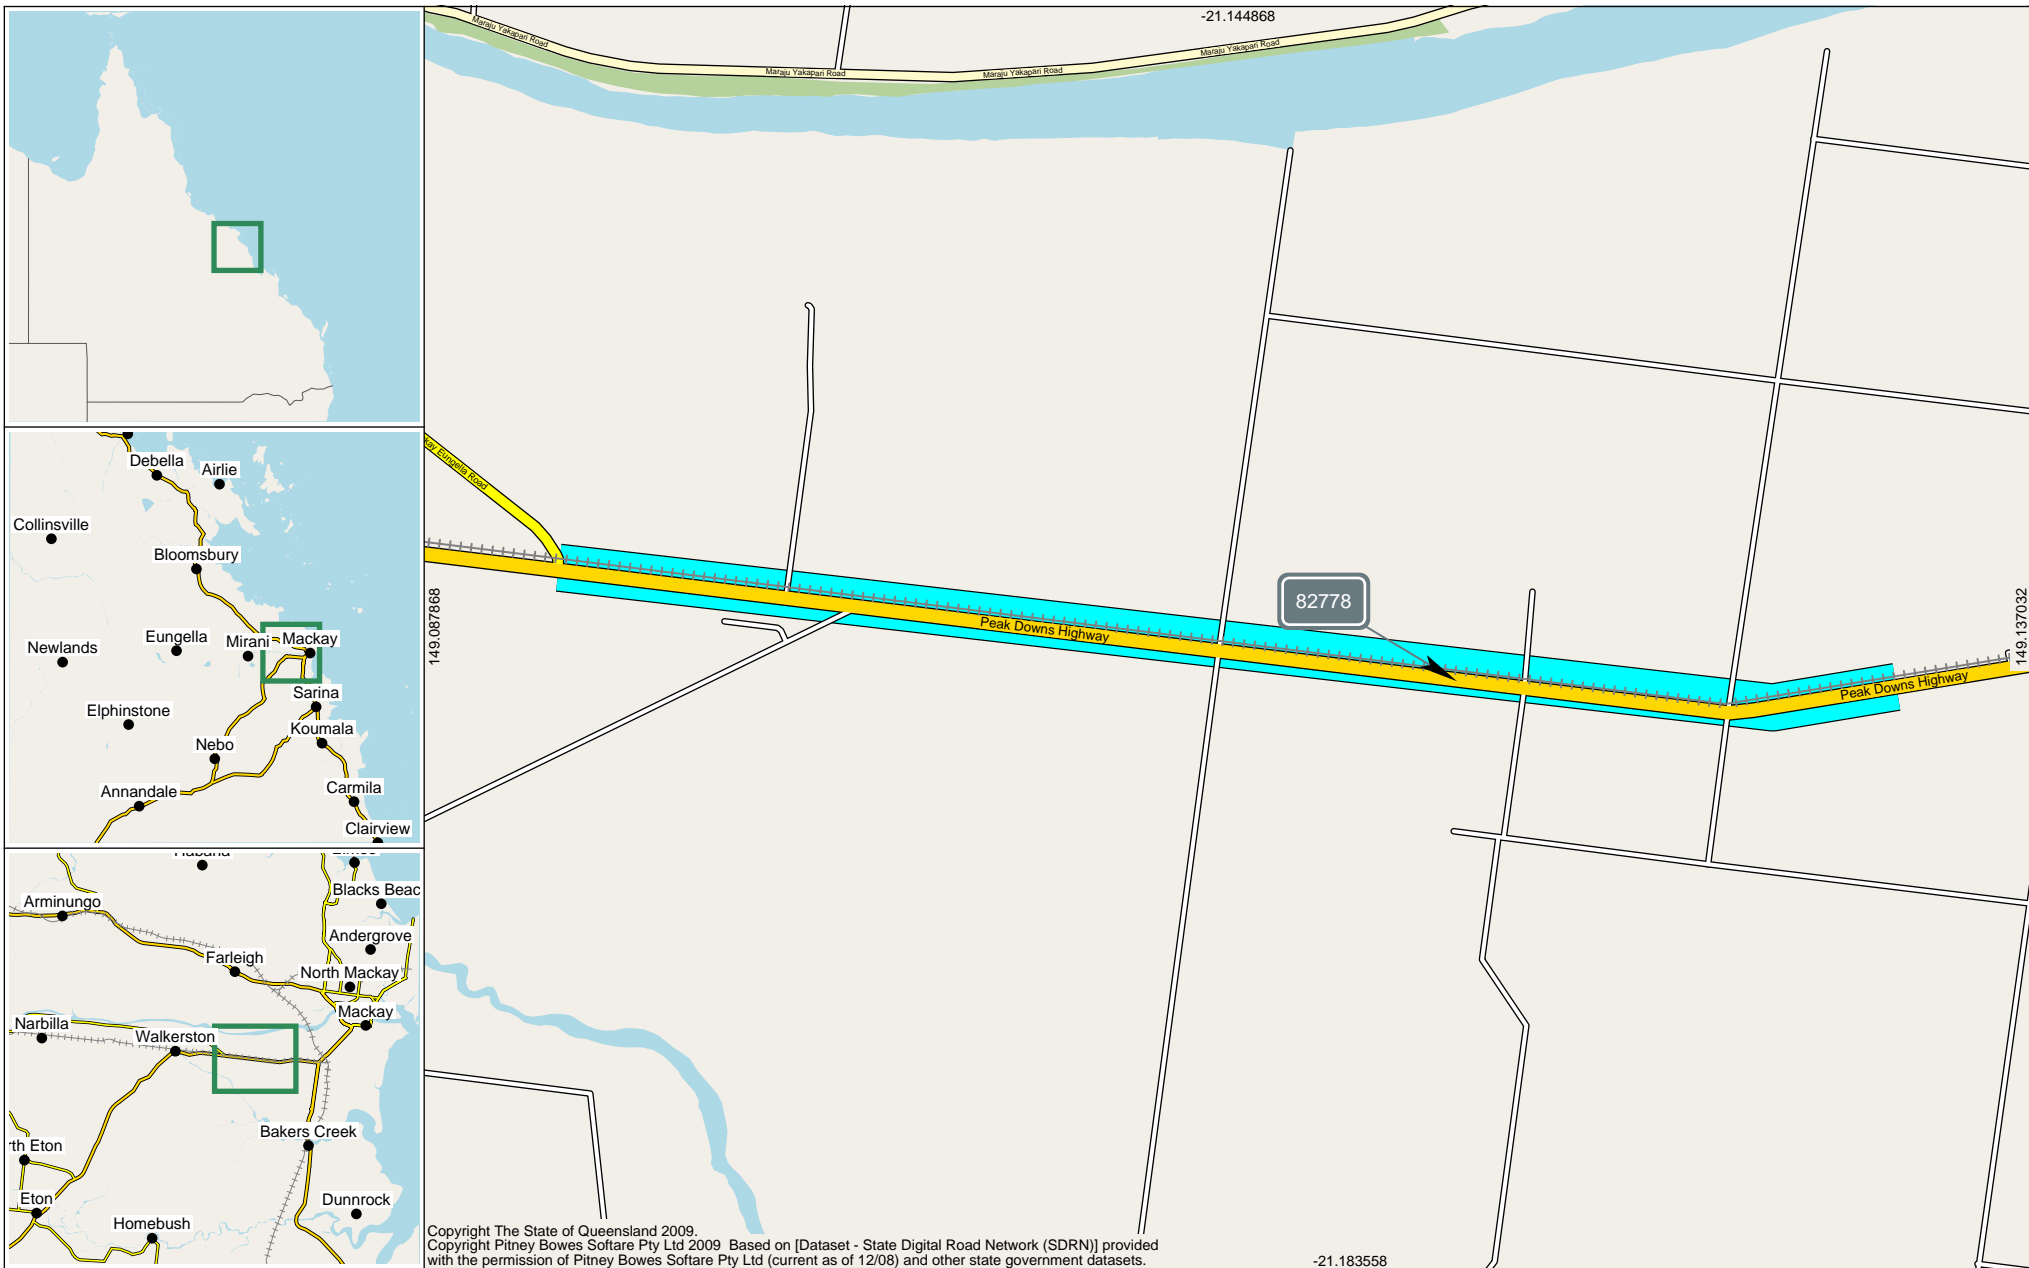 -21.144868
Maraju Yakapari Road
Maraju Yakapari Road
Maraju Yakapari Road
Maraju Yakapari Road
kay Eungella Road
149.087868
82778
Peak Downs Highway
Peak Downs Highway
149.137032
Debella
Airlie
Collinsville
Bloomsbury
Eungella
Mirani
Mackay
Newlands
Sarina
Elphinstone
Koumala
Nebo
Annandale
Carmila
Clairview
Habana
Blacks Beac
Arminungo
Andergrove
Farleigh
North Mackay
Mackay
Narbilla
Walkerston
Bakers Creek
rth Eton
Eton
Dunnrock
Homebush
Copyright The State of Queensland 2009.
Copyright Pitney Bowes Softare Pty Ltd 2009  Based on [Dataset - State Digital Road Network (SDRN)] provided
with the permission of Pitney Bowes Softare Pty Ltd (current as of 12/08) and other state government datasets.
-21.183558